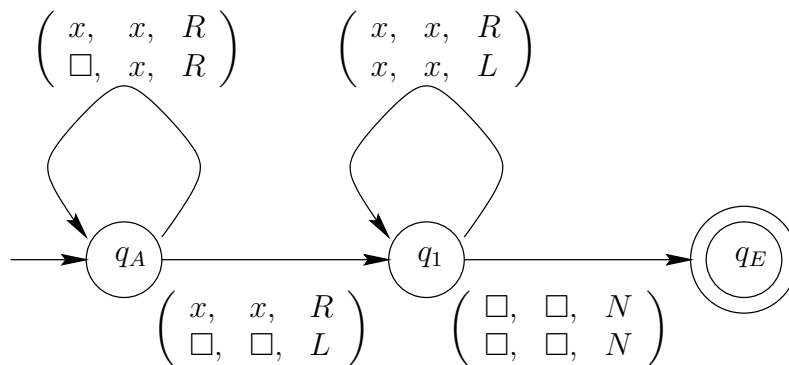 x, x, R
□, x, R
x, x, R
x, x, L
q_A
q_1
q_E
x, x, R
□, □, L
□, □, N
□, □, N